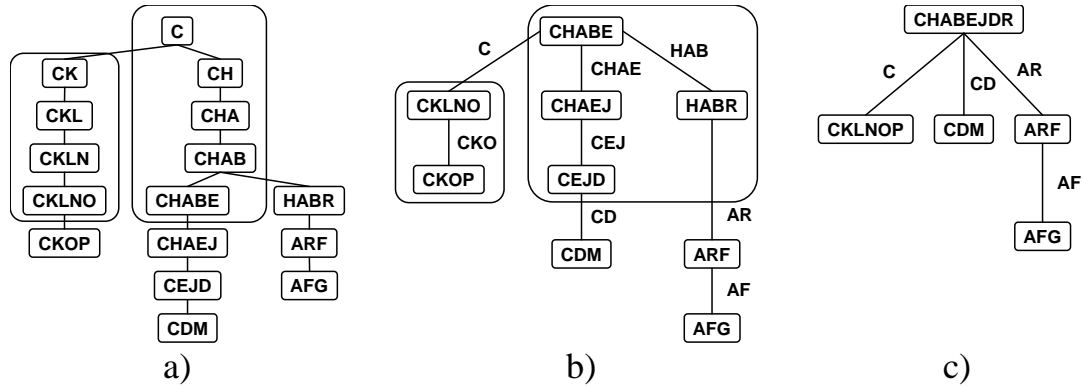 C
CK
CH
CKL
CHA
CKLN
CHAB
CKLNO
CHABE
HABR
CKOP
CHAEJ
ARF
CEJD
AFG
CDM
a)
CHABE
C
HAB
CHAE
CKLNO
CHAEJ
HABR
CKO
CEJ
CKOP
CEJD
CD
AR
CDM
ARF
AF
AFG
b)
CHABEJDR
C
CD
AR
CKLNOP
CDM
ARF
AF
AFG
c)